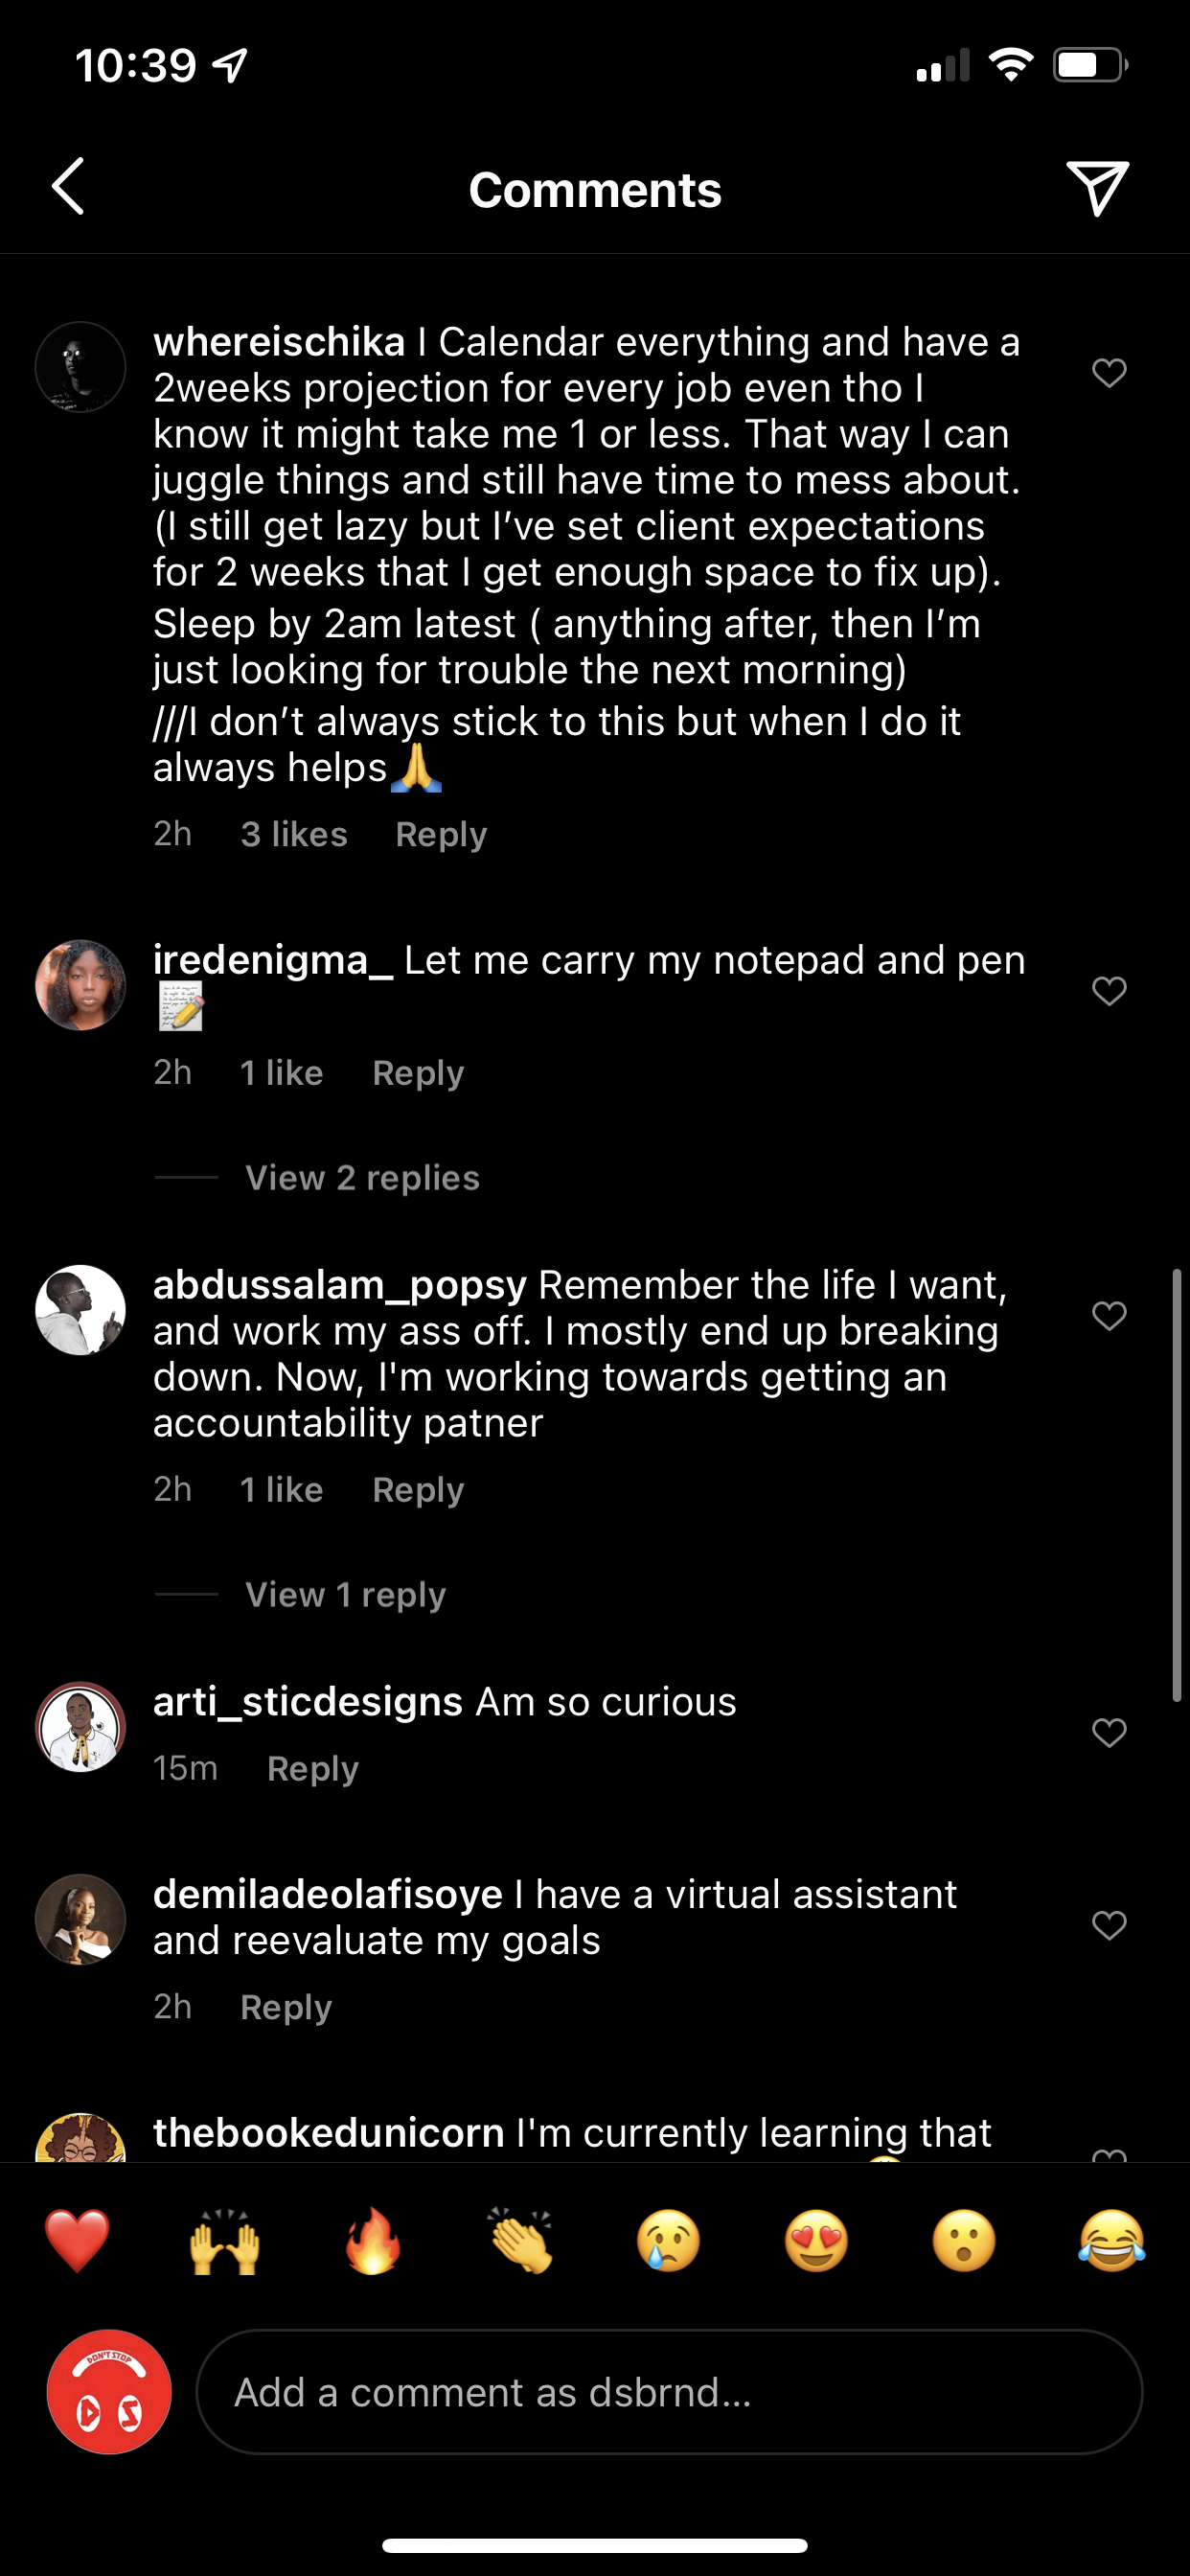 10:39
Comments
whereischika I Calendar everything and have a
2weeks projection for every job even tho I
know it might take me 1 or less. That way I can
juggle things and still have time to mess about.
(I still get lazy but I’ve set client expectations
for 2 weeks that I get enough space to fix up).
Sleep by 2am latest ( anything after, then I’m
just looking for trouble the next morning)
///I don’t always stick to this but when I do it
always helps🙏
2h 3 likes Reply
iredenigma_ Let me carry my notepad and pen
📝
2h 1 like Reply
View 2 replies
abdussalam_popsy Remember the life I want,
and work my ass off. I mostly end up breaking
down. Now, I'm working towards getting an
accountability patner
2h 1 like Reply
View 1 reply
arti_sticdesigns Am so curious
15m Reply
demiladeolafisoye I have a virtual assistant
and reevaluate my goals
2h Reply
thebookedunicorn I'm currently learning that
❤️ 🙌 🔥 👏 😢 😍 😮 😂
DON'T STOP
D S
Add a comment as dsbrnd...